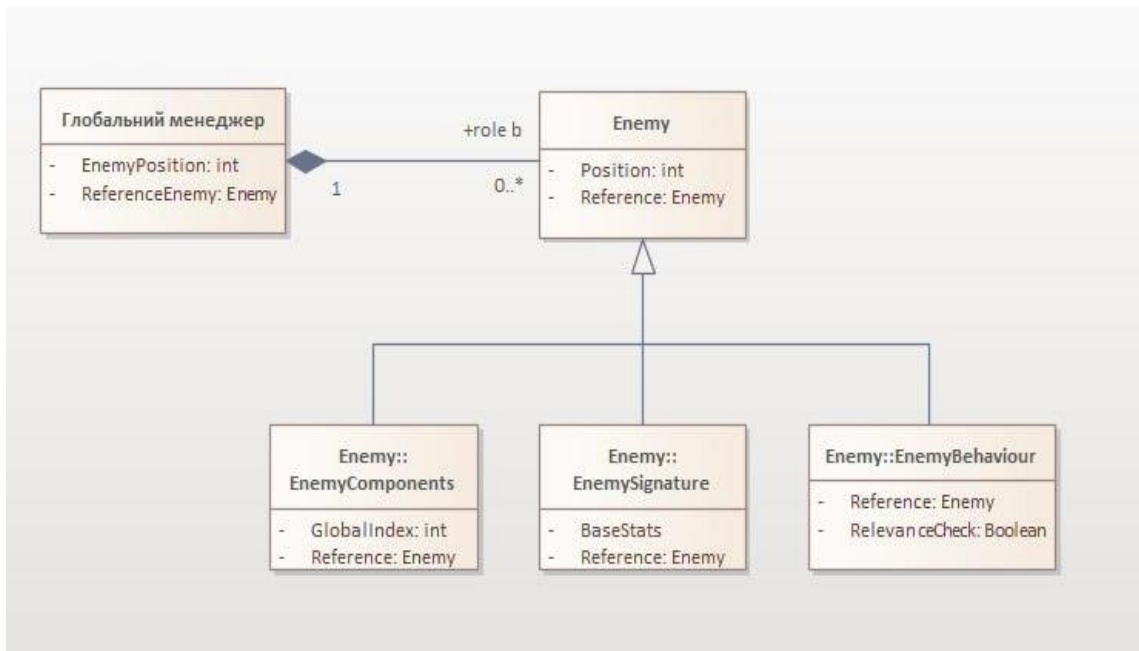 Глобальний менеджер
- EnemyPosition: int
- ReferenceEnemy: Enemy
1
+role b
0..*
Enemy
- Position: int
- Reference: Enemy
Enemy::
EnemyComponents
- GlobalIndex: int
- Reference: Enemy
Enemy::
EnemySignature
- BaseStats
- Reference: Enemy
Enemy::EnemyBehaviour
- Reference: Enemy
- RelevanceCheck: Boolean